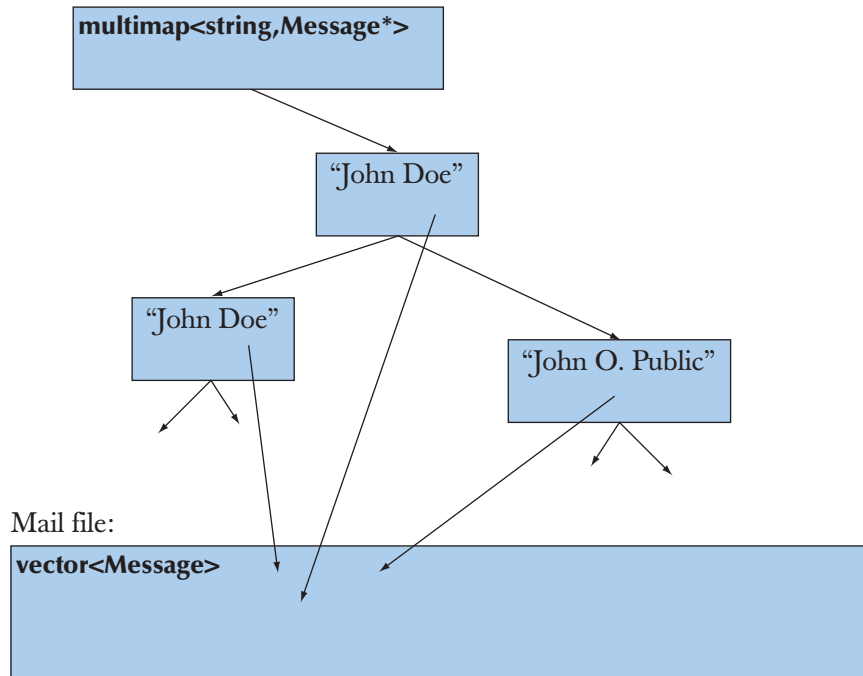 multimap<string,Message*>
“John Doe”
“John Doe”
“John O. Public”
Mail file:
vector<Message>